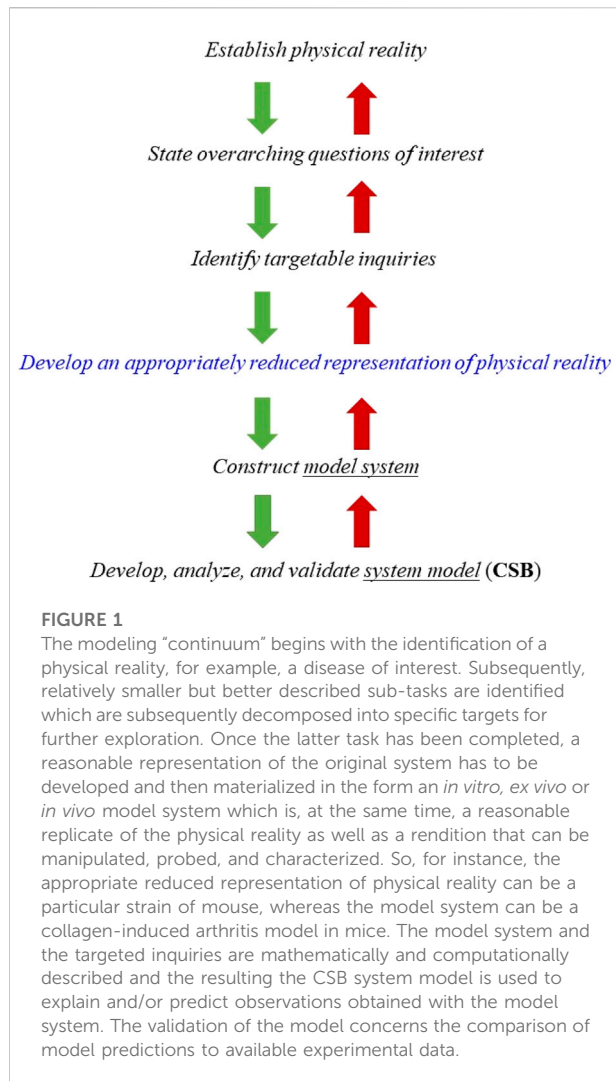 Establish physical reality
State overarching questions of interest
Identify targetable inquiries
Develop an appropriately reduced representation of physical reality
Construct model system
Develop, analyze, and validate system model (CSB)
FIGURE 1
The modeling “continuum” begins with the identification of a
physical reality, for example, a disease of interest. Subsequently,
relatively smaller but better described sub-tasks are identified
which are subsequently decomposed into specific targets for
further exploration. Once the latter task has been completed, a
reasonable representation of the original system has to be
developed and then materialized in the form an in vitro, ex vivo or
in vivo model system which is, at the same time, a reasonable
replicate of the physical reality as well as a rendition that can be
manipulated, probed, and characterized. So, for instance, the
appropriate reduced representation of physical reality can be a
particular strain of mouse, whereas the model system can be a
collagen-induced arthritis model in mice. The model system and
the targeted inquiries are mathematically and computationally
described and the resulting the CSB system model is used to
explain and/or predict observations obtained with the model
system. The validation of the model concerns the comparison of
model predictions to available experimental data.